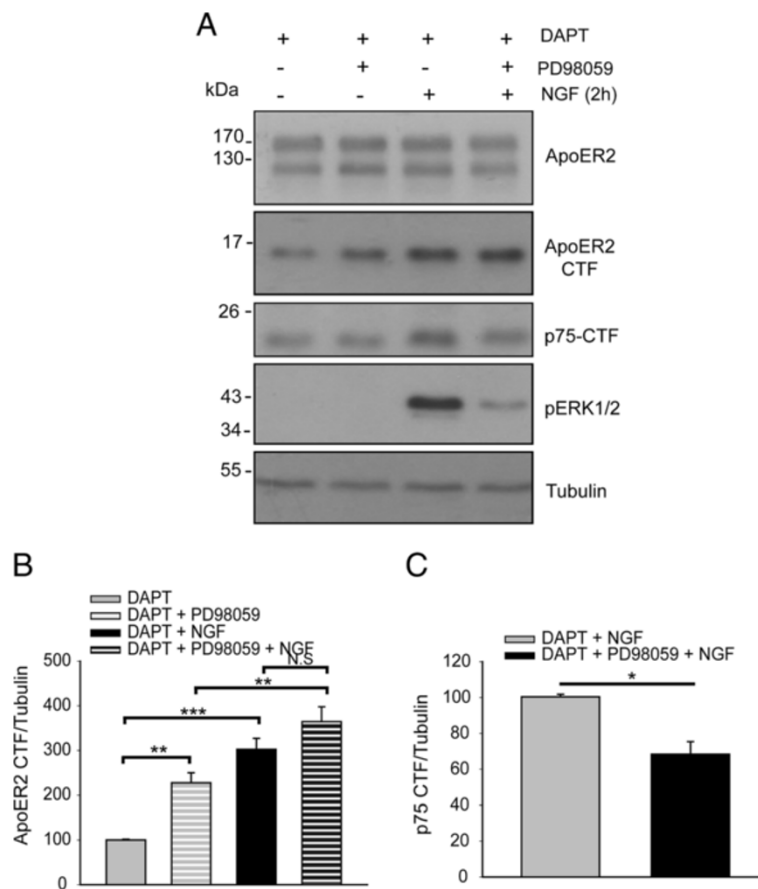 A
+ + + + DAPT
- + - + PD98059
kDa - - + + NGF (2h)
170
130
ApoER2
17
ApoER2
CTF
26
p75-CTF
43
34
pERK1/2
55
Tubulin
B
DAPT
DAPT + PD98059
DAPT + NGF
DAPT + PD98059 + NGF
N.S
**
***
**
500
400
300
200
100
0
ApoER2 CTF/Tubulin
C
DAPT + NGF
DAPT + PD98059 + NGF
*
120
100
80
60
40
20
0
p75 CTF/Tubulin